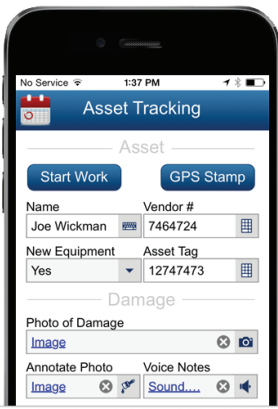 No Service 1:37 PM
Asset Tracking
Asset
Start Work GPS Stamp
Name Vendor #
Joe Wickman 7464724
New Equipment Asset Tag
Yes 12747473
Damage
Photo of Damage
Image
Annotate Photo Voice Notes
Image Sound....